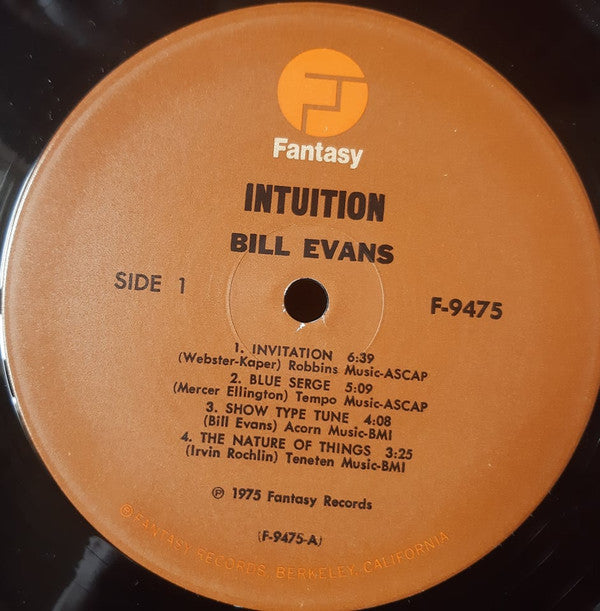 Fantasy
INTUITION
BILL EVANS
SIDE 1
F-9475
1. INVITATION 6:39
(Webster-Kaper) Robbins Music-ASCAP
2. BLUE SERGE 5:09
(Mercer Ellington) Tempo Music-ASCAP
3. SHOW TYPE TUNE 4:08
(Bill Evans) Acorn Music-BMI
4. THE NATURE OF THINGS 3:25
(Irvin Rochlin) Teneten Music-BMI
℗ 1975 Fantasy Records
(F-9475-A)
©FANTASY RECORDS, BERKELEY, CALIFORNIA